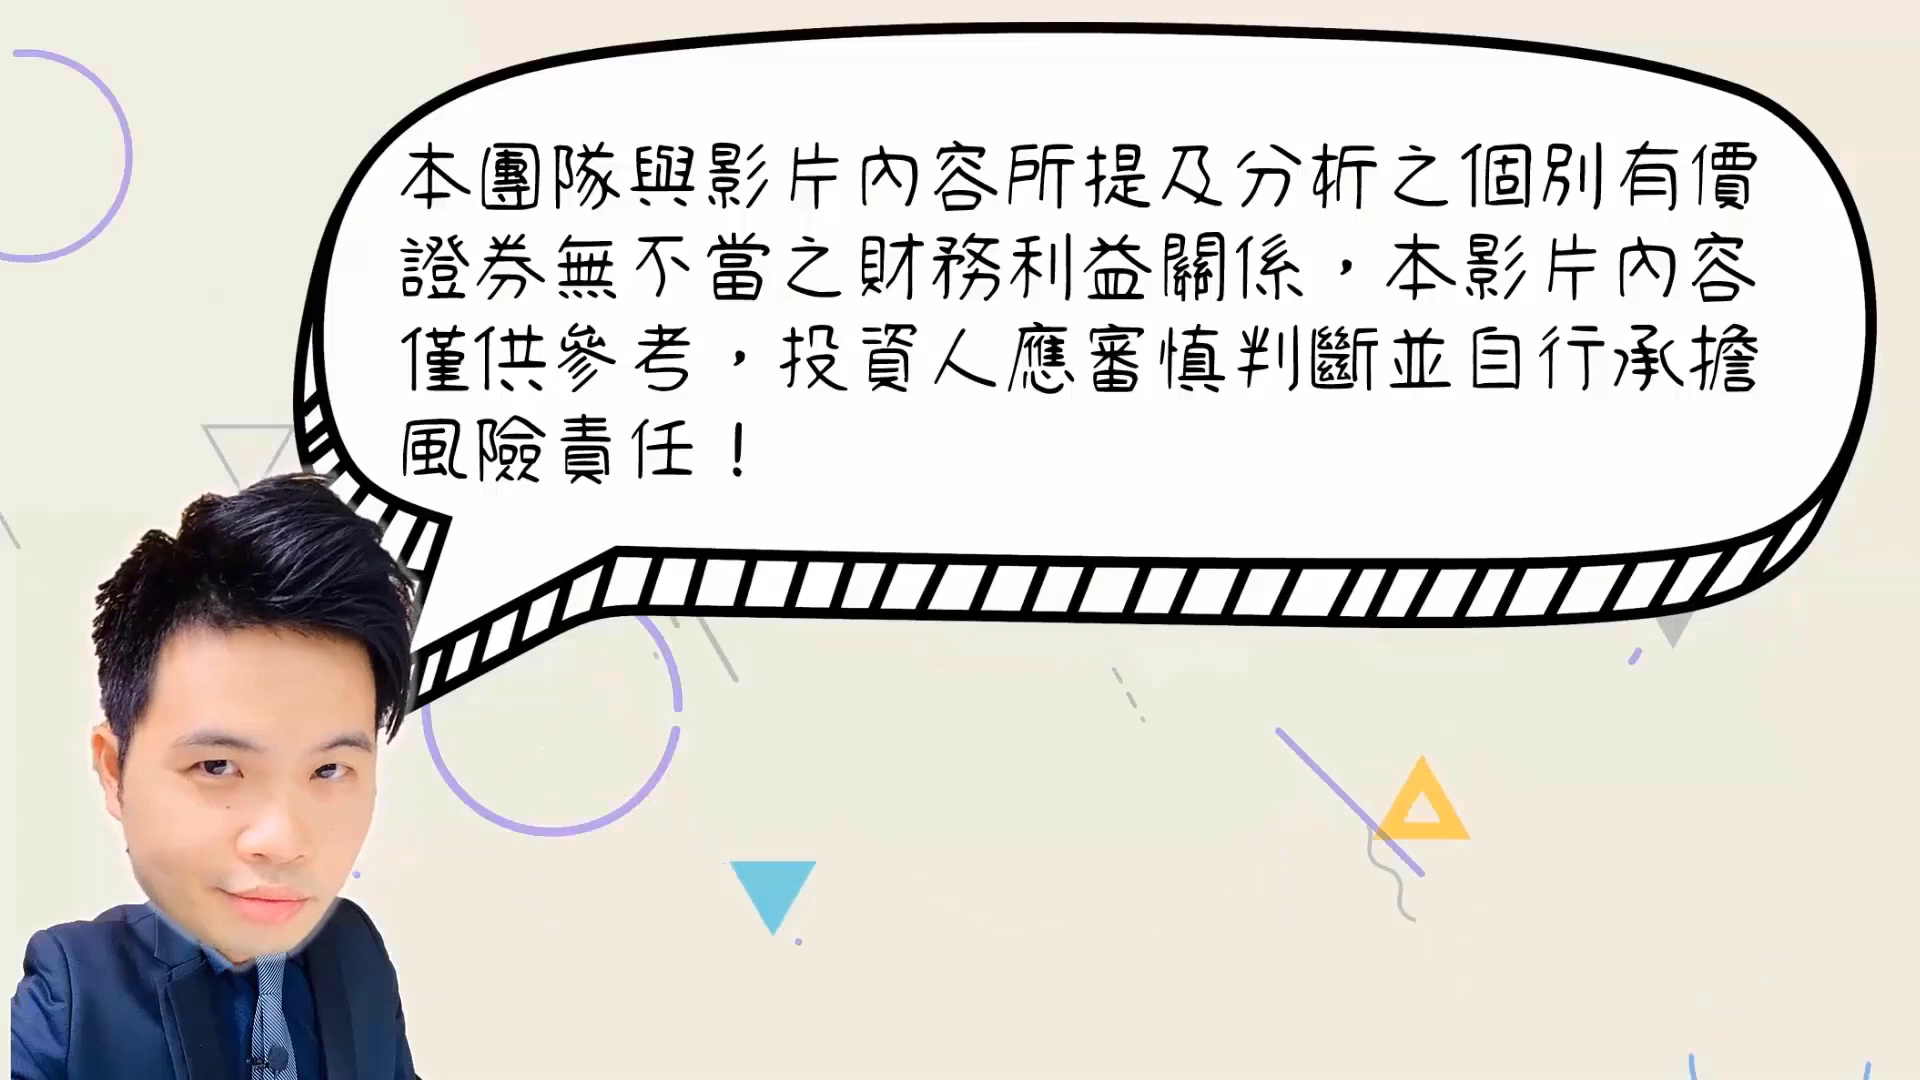 本團隊與影片內容所提及分析之個別有價
證券無不當之財務利益關係，本影片內容
僅供參考，投資人應審慎判斷並自行承擔
風險責任！